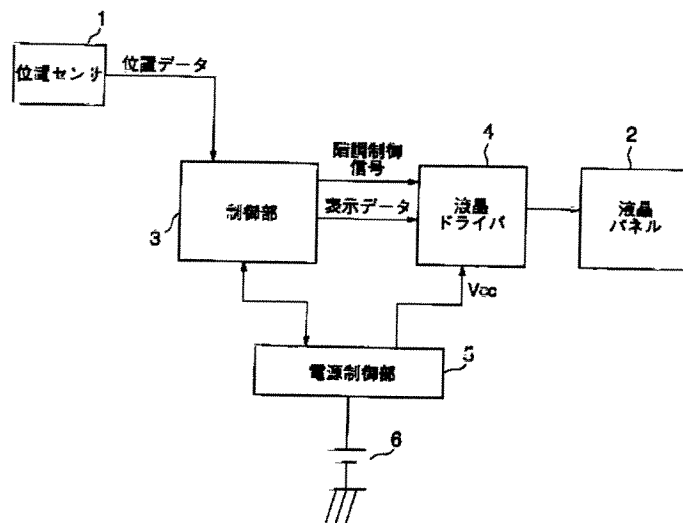 1
位置センサ
位置データ
階調制御
信号
4
2
制御部
表示データ
液晶
ドライバ
液晶
パネル
3
Vcc
電源制御部
5
6